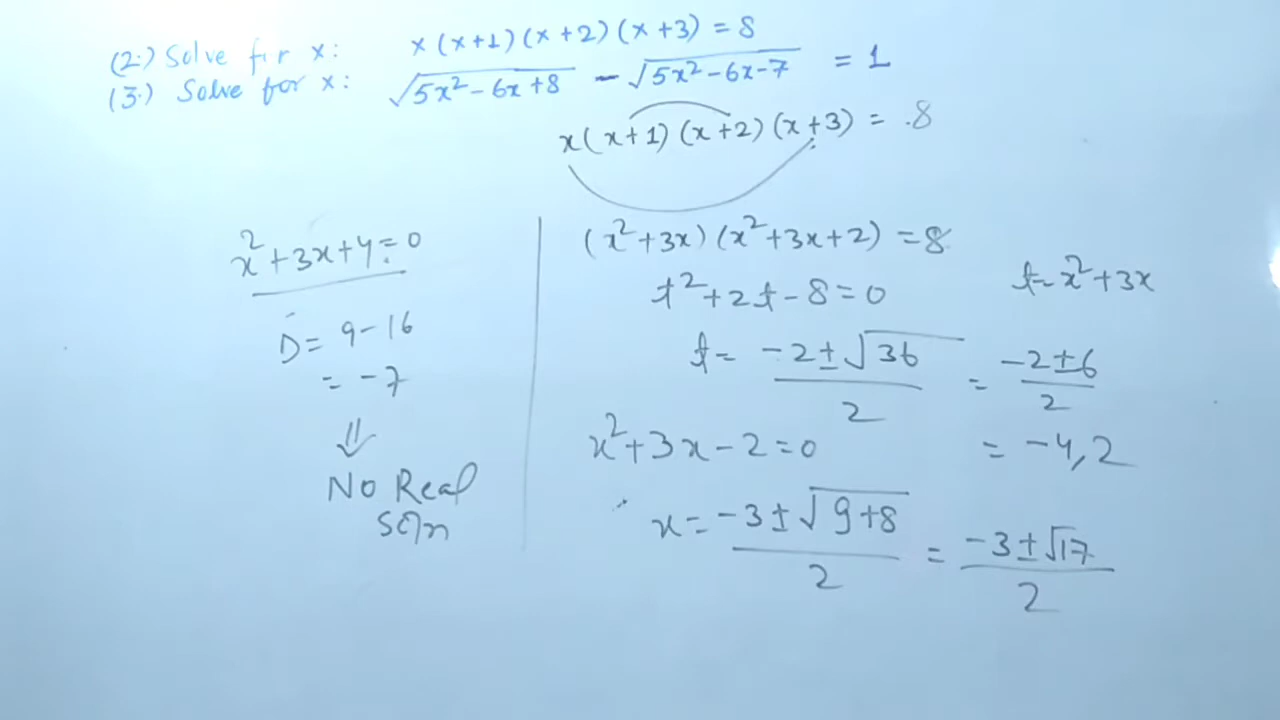 (2.) Solve for x: x(x+1)(x+2)(x+3) = 8
(3.) Solve for x: √(5x²-6x+8) - √(5x²-6x-7) = 1
x(x+1)(x+2)(x+3) = 8
x²+3x+4=0
D= 9-16
= -7
⇓
No Real
Soln
(x²+3x)(x²+3x+2) = 8
t²+2t-8=0 t=x²+3x
t= (-2±√36)/2 = (-2±6)/2
= -4,2
x²+3x-2=0
x= (-3±√(9+8))/2 = (-3±√17)/2